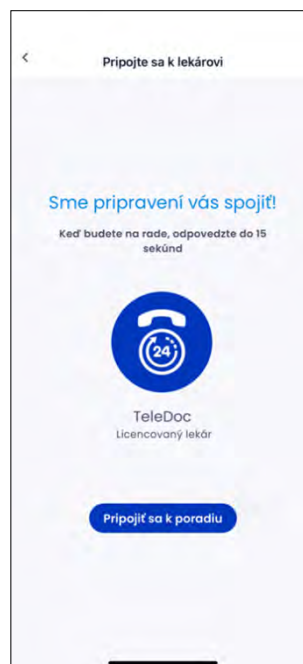 Pripojte sa k lekárovi
Sme pripravení vás spojiť!
Keď budete na rade, odpovedzte do 15
sekúnd
24
TeleDoc
Licencovaný lekár
Pripojiť sa k poradiu